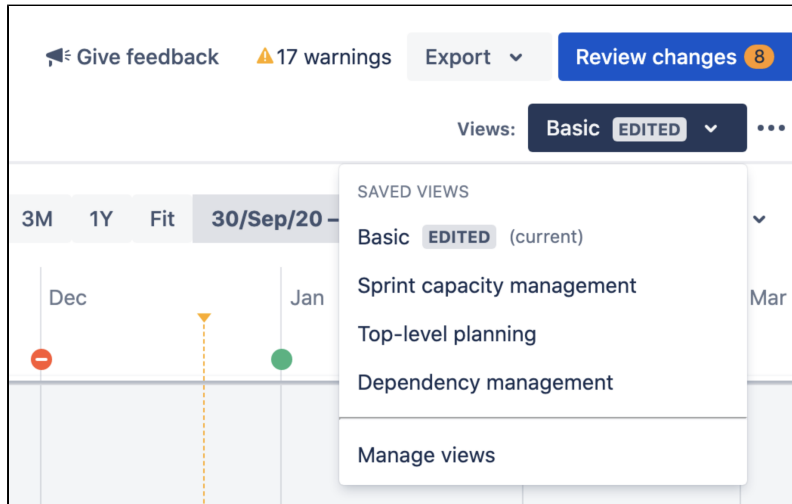 Give feedback 17 warnings Export Review changes 8
Views: Basic EDITED
3M 1Y Fit 30/Sep/20 –
SAVED VIEWS
Basic EDITED (current)
Sprint capacity management
Dec Jan Mar
Top-level planning
Dependency management
Manage views